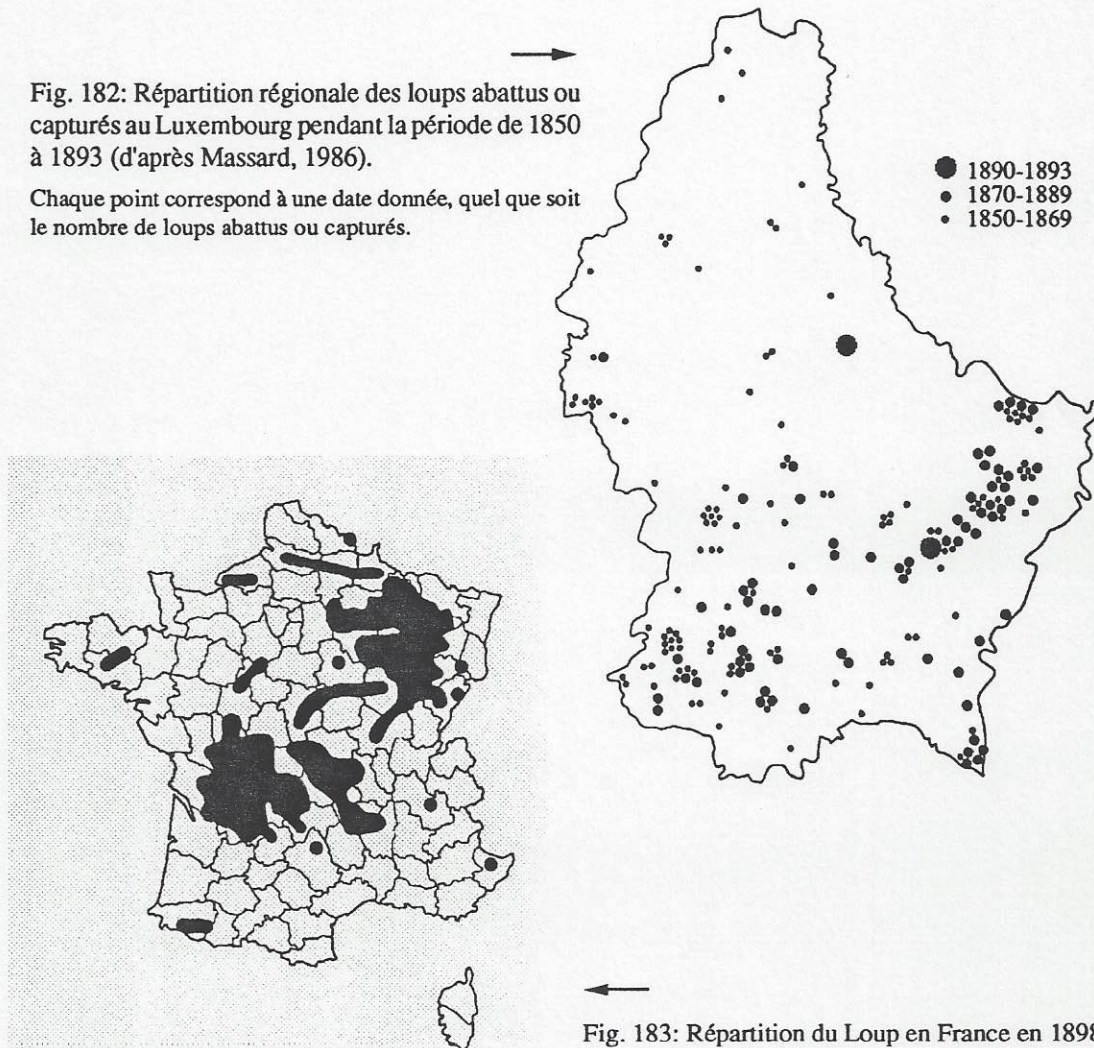 Fig. 182: Répartition régionale des loups abattus ou
capturés au Luxembourg pendant la période de 1850
à 1893 (d'après Massard, 1986).
Chaque point correspond à une date donnée, quel que soit
le nombre de loups abattus ou capturés.
1890-1893
1870-1889
1850-1869
Fig. 183: Répartition du Loup en France en 1898